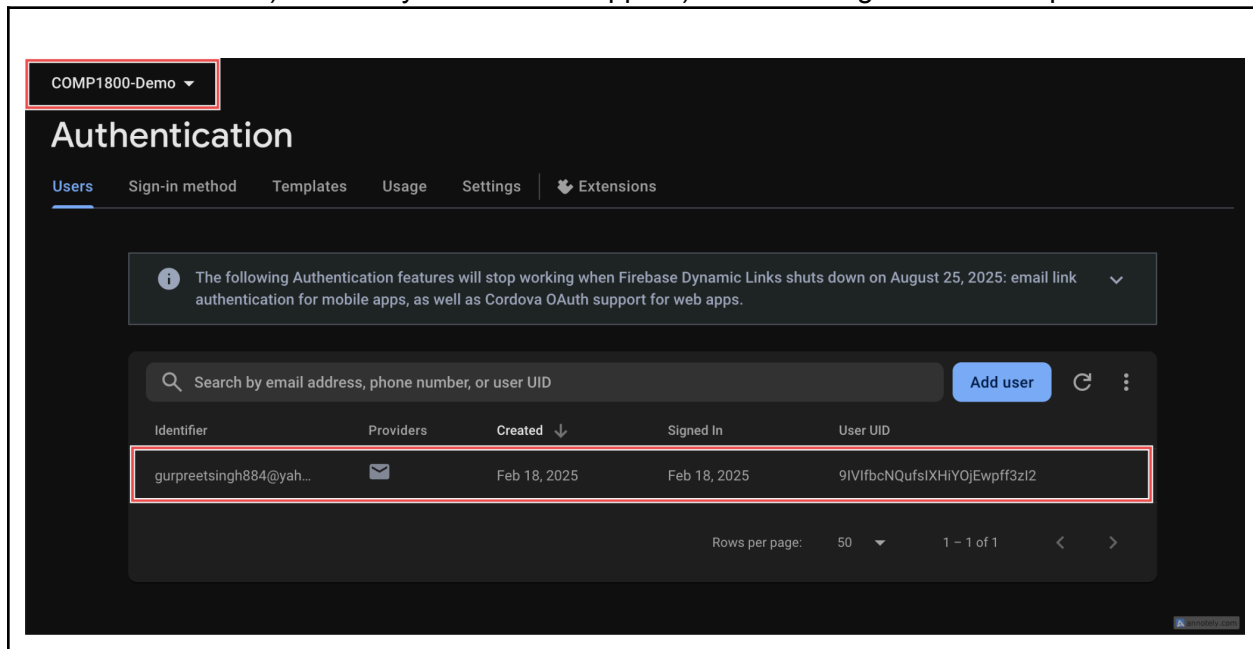 COMP1800-Demo
Authentication
Users Sign-in method Templates Usage Settings Extensions
The following Authentication features will stop working when Firebase Dynamic Links shuts down on August 25, 2025: email link
authentication for mobile apps, as well as Cordova OAuth support for web apps.
Search by email address, phone number, or user UID Add user
Identifier Providers Created Signed In User UID
gurpreetsingh884@yah... Feb 18, 2025 Feb 18, 2025 9IVIfbcNQufsIXHiYOjEwpff3zI2
Rows per page: 50 1 – 1 of 1
annotely.com